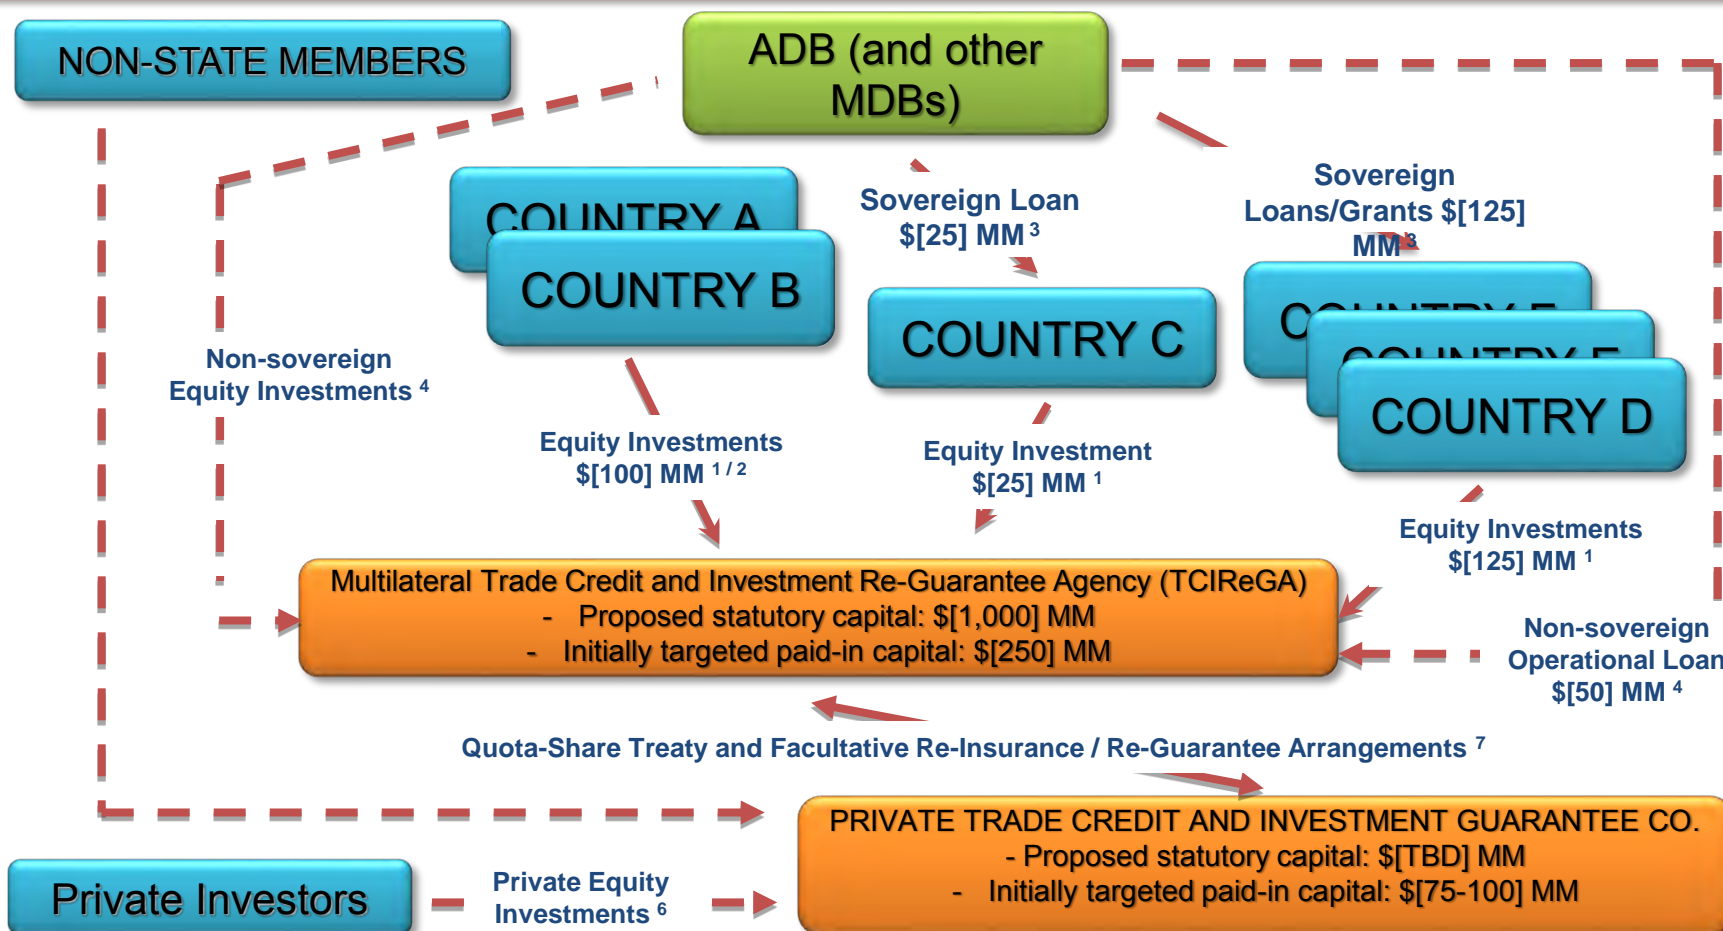 NON-STATE MEMBERS
ADB (and other
MDBs)
COUNTRY A
COUNTRY B
Sovereign Loan
$[25] MM 3
Sovereign
Loans/Grants $[125]
MM 3
COUNTRY C
COUNTRY D
Non-sovereign
Equity Investments 4
Equity Investments
$[100] MM 1 / 2
Equity Investment
$[25] MM 1
Equity Investments
$[125] MM 1
Multilateral Trade Credit and Investment Re-Guarantee Agency (TCIReGA)
- Proposed statutory capital: $[1,000] MM
- Initially targeted paid-in capital: $[250] MM
Non-sovereign
Operational Loan
$[50] MM 4
Quota-Share Treaty and Facultative Re-Insurance / Re-Guarantee Arrangements 7
PRIVATE TRADE CREDIT AND INVESTMENT GUARANTEE CO.
- Proposed statutory capital: $[TBD] MM
- Initially targeted paid-in capital: $[75-100] MM
Private Investors
Private Equity
Investments 6